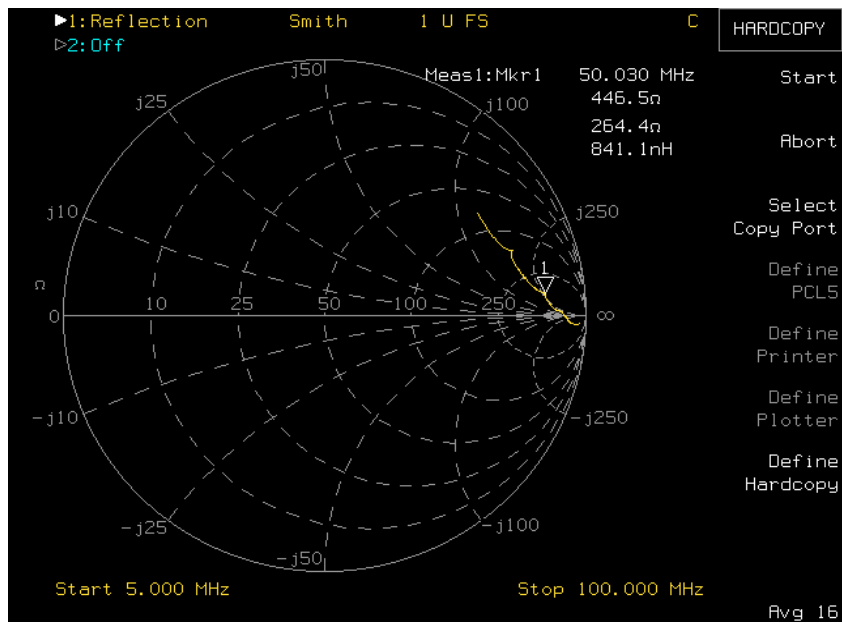 1:Reflection Smith 1 U FS C
2:Off
HARDCOPY
Meas1:Mkr1 50.030 MHz
446.5Ω
264.4Ω
841.1nH
Start
Abort
Select
Copy Port
Define
PCL5
Define
Printer
Define
Plotter
Define
Hardcopy
j50
j25 j100
j10 j250
1
C
0 10 25 50 100 250 ∞
-j10 -j250
-j25 -j100
-j50
Start 5.000 MHz Stop 100.000 MHz
Avg 16